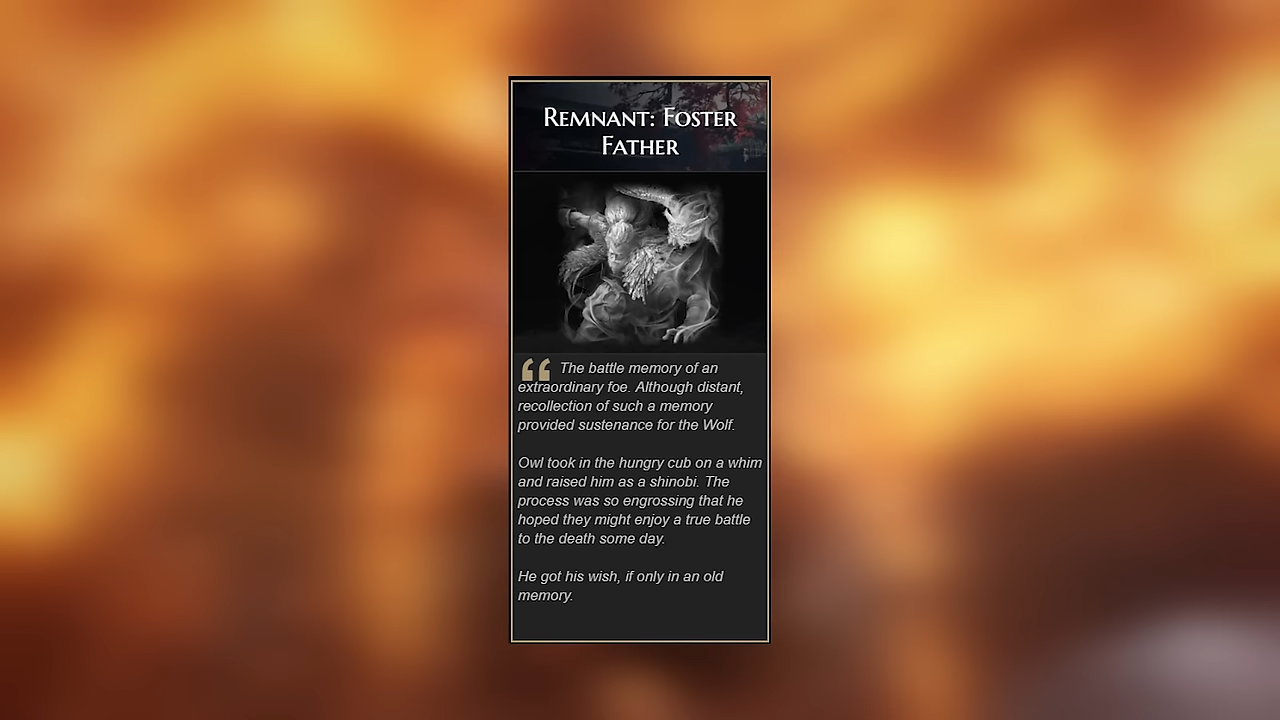 Remnant: Foster
Father
“ The battle memory of an
extraordinary foe. Although distant,
recollection of such a memory
provided sustenance for the Wolf.
Owl took in the hungry cub on a whim
and raised him as a shinobi. The
process was so engrossing that he
hoped they might enjoy a true battle
to the death some day.
He got his wish, if only in an old
memory.